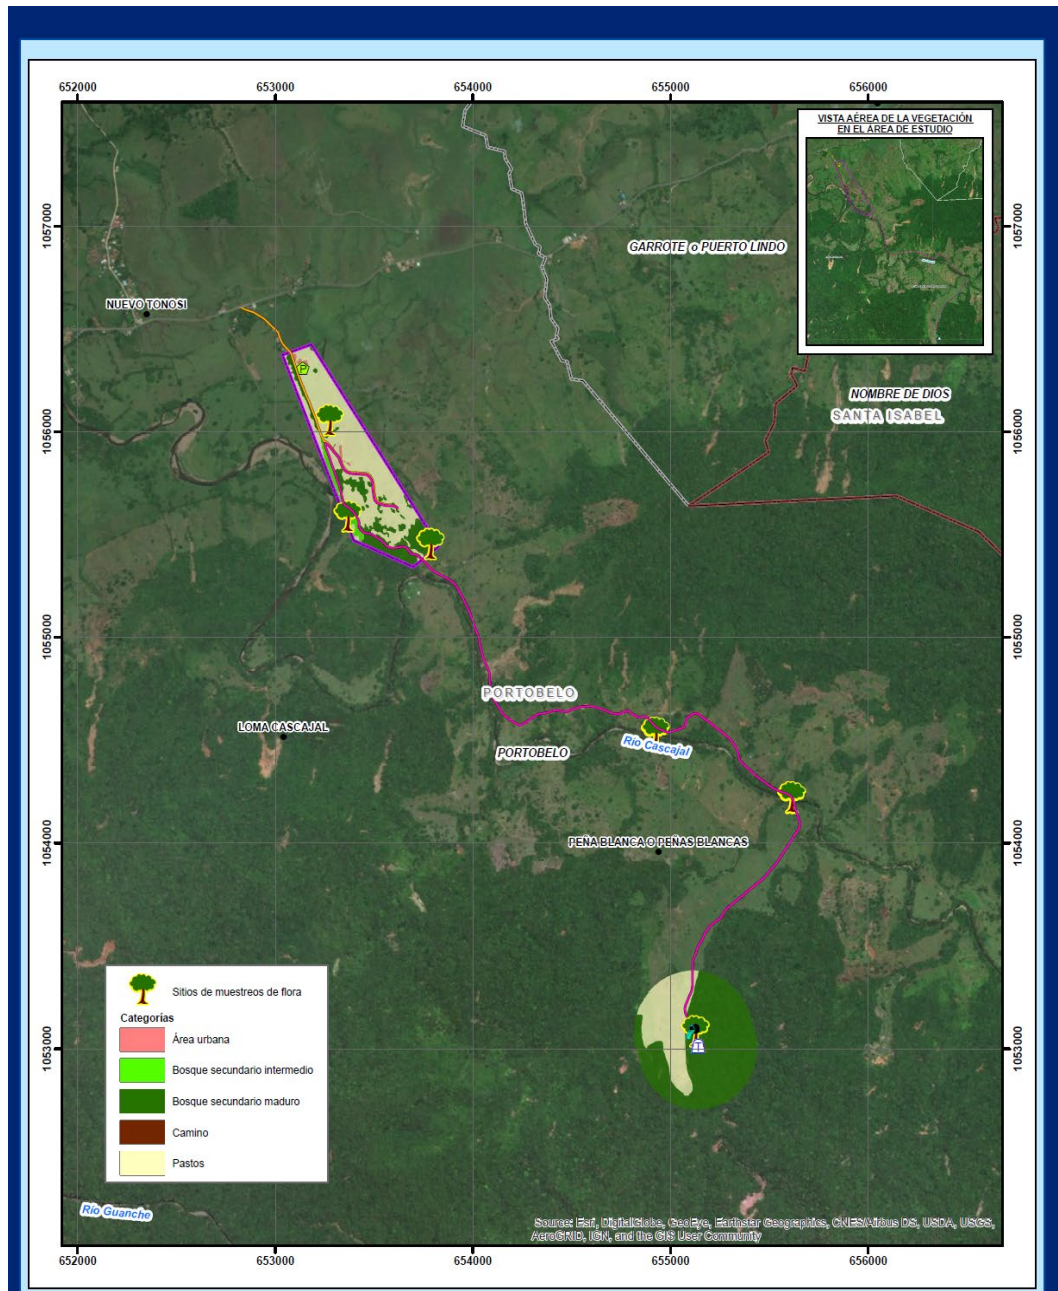 652000 653000 654000 655000 656000
VISTA AÉREA DE LA VEGETACIÓN
EN EL ÁREA DE ESTUDIO
1057000
1057000
GARROTE o PUERTO LINDO
NUEVO TONOSI
P
NOMBRE DE DIOS
SANTA ISABEL
1056000
1056000
1055000
1055000
PORTOBELO
LOMA CASCAJAL
PORTOBELO
Río Cascajal
1054000
1054000
PEÑA BLANCA O PEÑAS BLANCAS
Sitios de muestreos de flora
Categorías
Área urbana
Bosque secundario intermedio
Bosque secundario maduro
Camino
Pastos
1053000
1053000
Río Guanche
Source: Esri, DigitalGlobe, GeoEye, Earthstar Geographics, CNES/Airbus DS, USDA, USGS,
AeroGRID, IGN, and the GIS User Community
652000 653000 654000 655000 656000